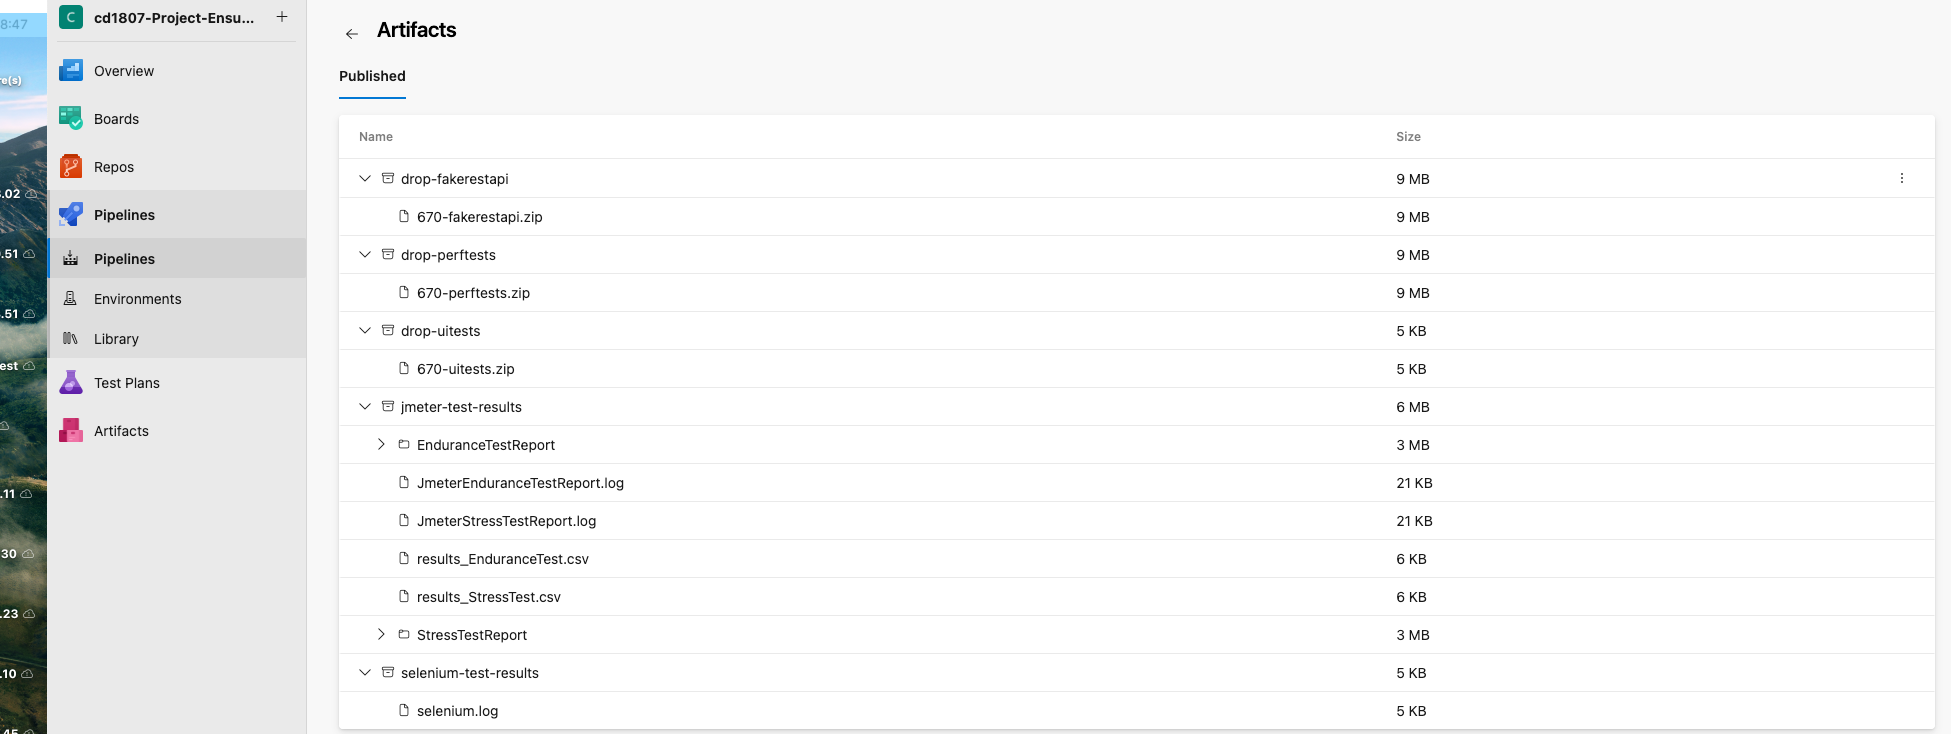 8:47
C cd1807-Project-Ensu... +
re(s)
Overview
Boards
Repos
.02
Pipelines
.51
Pipelines
Environments
.51
Library
est
Test Plans
Artifacts
.11
30
.23
.10
.45
Artifacts
Published
Name Size
drop-fakerestapi 9 MB
670-fakerestapi.zip 9 MB
drop-perftests 9 MB
670-perftests.zip 9 MB
drop-uitests 5 KB
670-uitests.zip 5 KB
jmeter-test-results 6 MB
EnduranceTestReport 3 MB
JmeterEnduranceTestReport.log 21 KB
JmeterStressTestReport.log 21 KB
results_EnduranceTest.csv 6 KB
results_StressTest.csv 6 KB
StressTestReport 3 MB
selenium-test-results 5 KB
selenium.log 5 KB